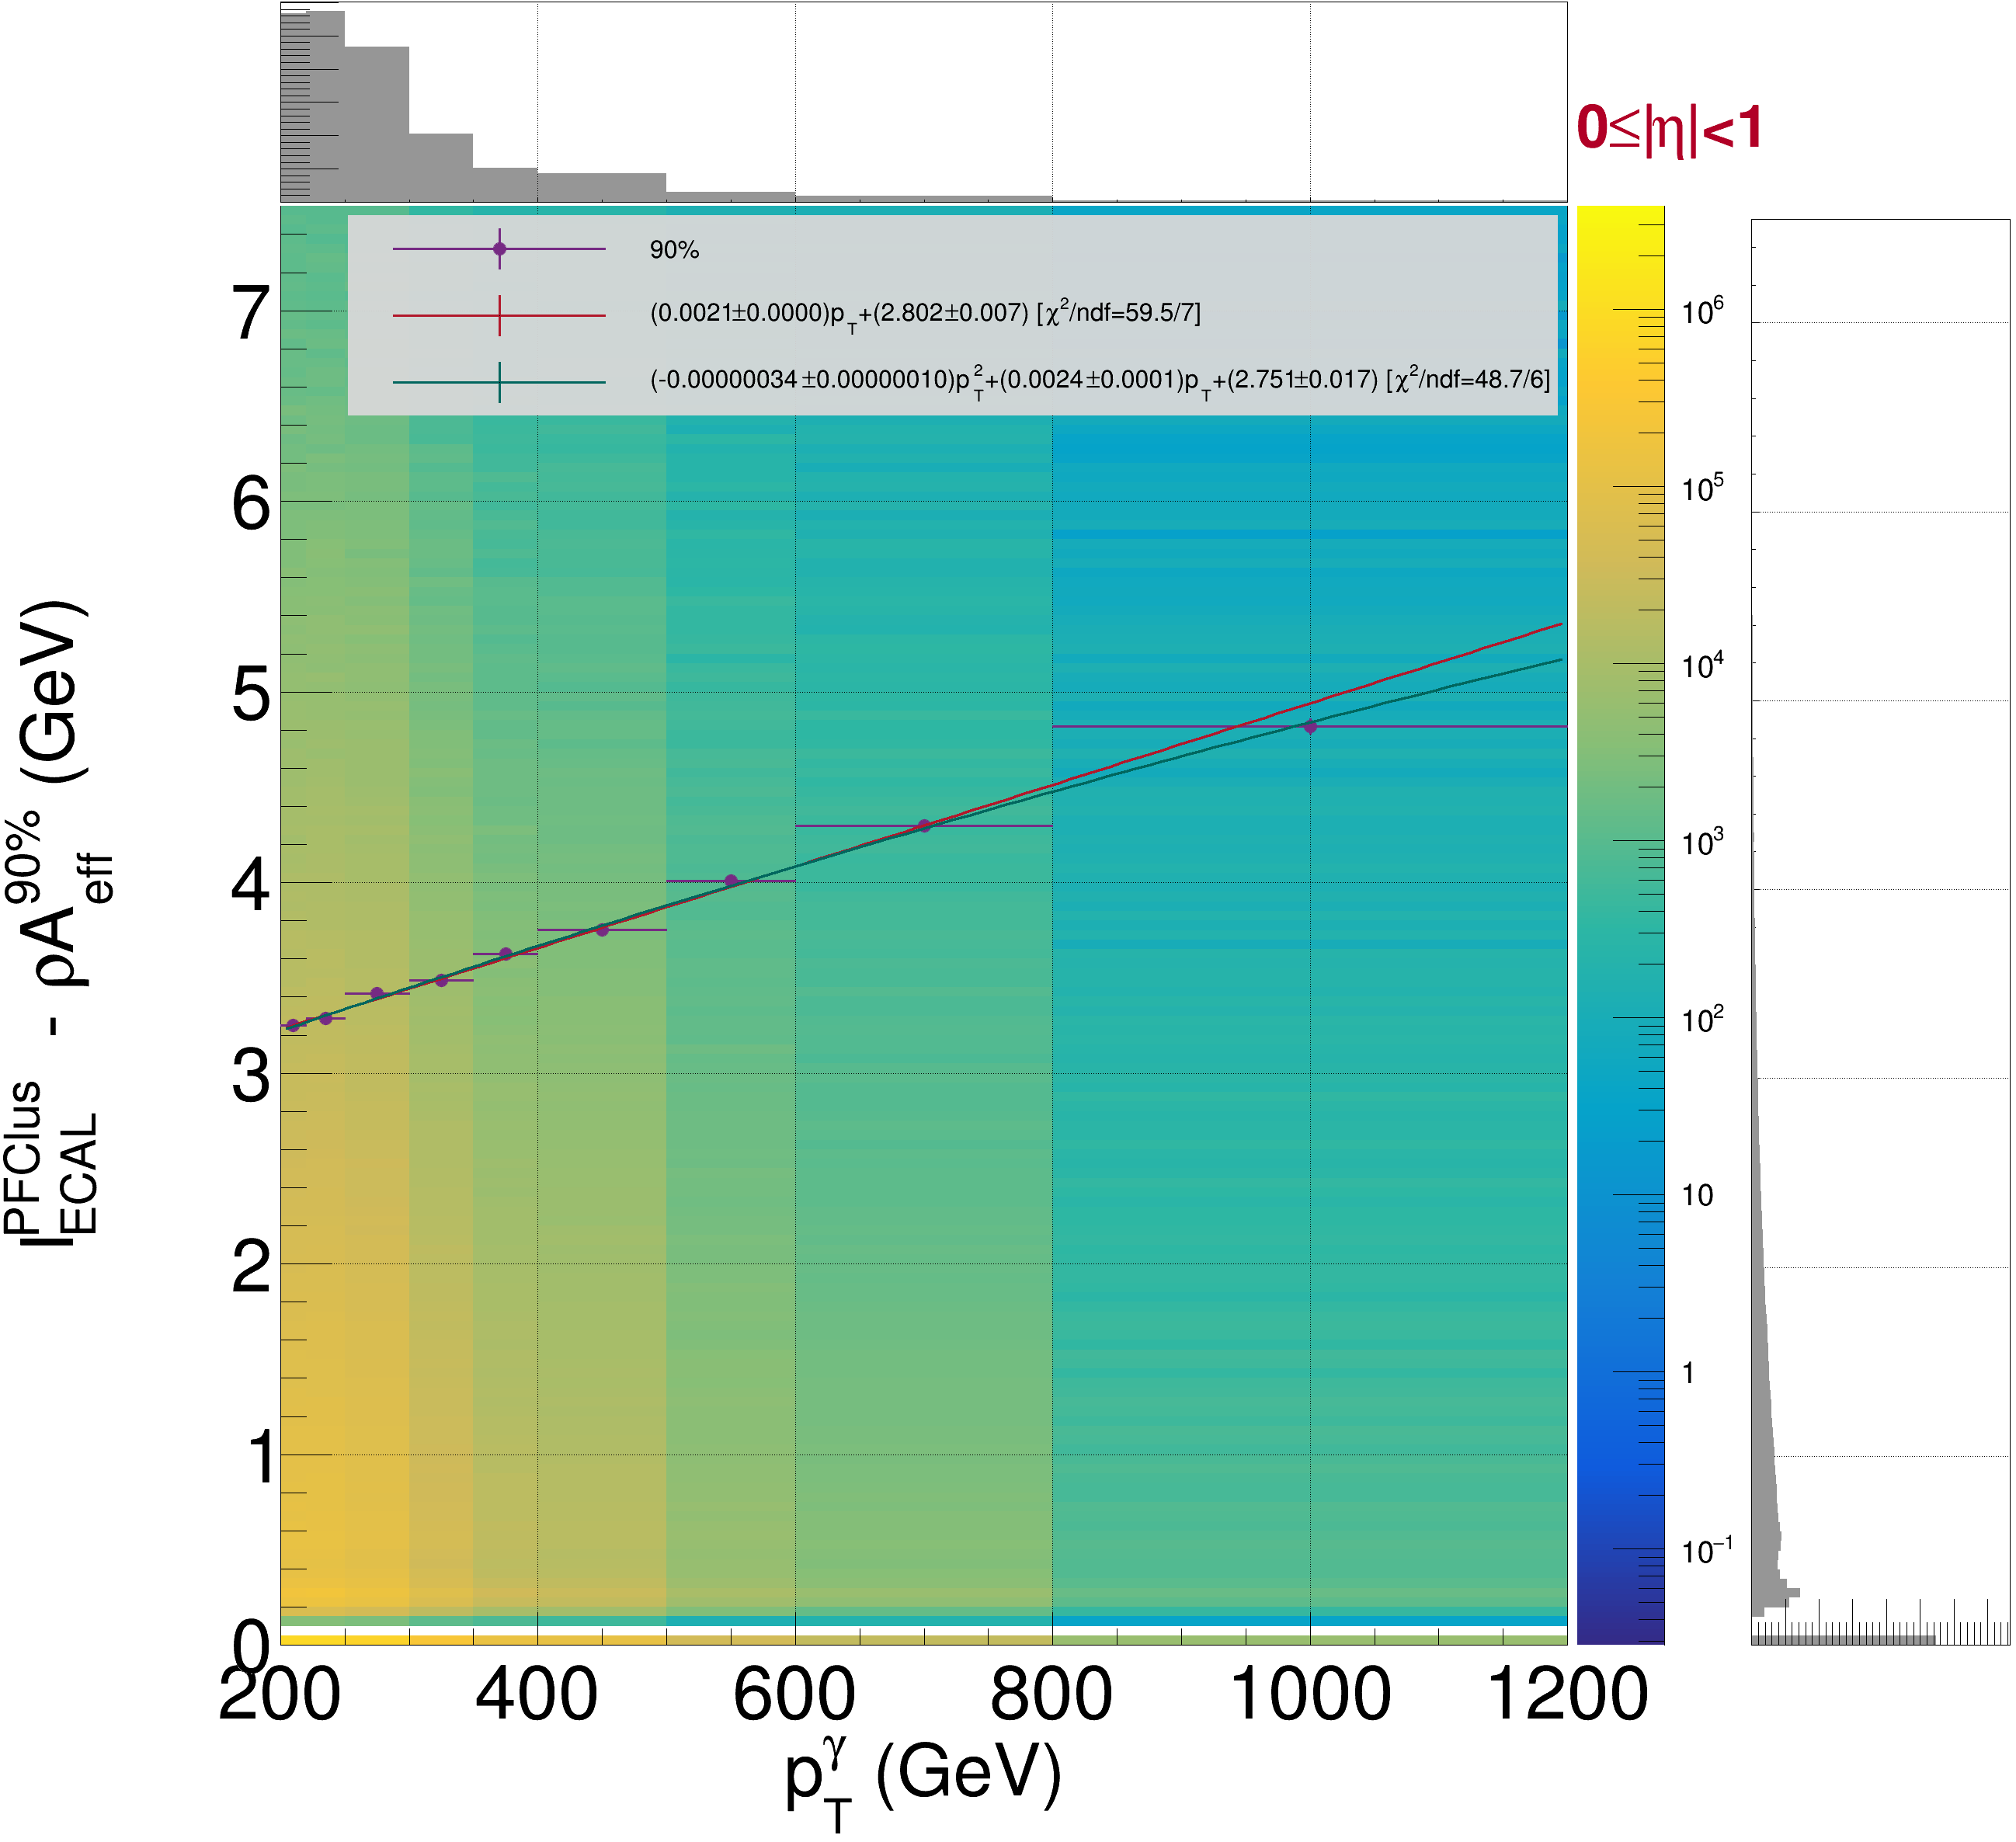 0≤|η|<1
90%
(0.0021±0.0000)p_T+(2.802±0.007) [χ²/ndf=59.5/7]
(-0.00000034±0.00000010)p_T²+(0.0024±0.0001)p_T+(2.751±0.017) [χ²/ndf=48.7/6]
7
6
5
4
3
2
1
0
200 400 600 800 1000 1200
p_T^γ (GeV)
I_ECAL^PFClus - ρA_eff^90% (GeV)
10⁶
10⁵
10⁴
10³
10²
10
1
10⁻¹